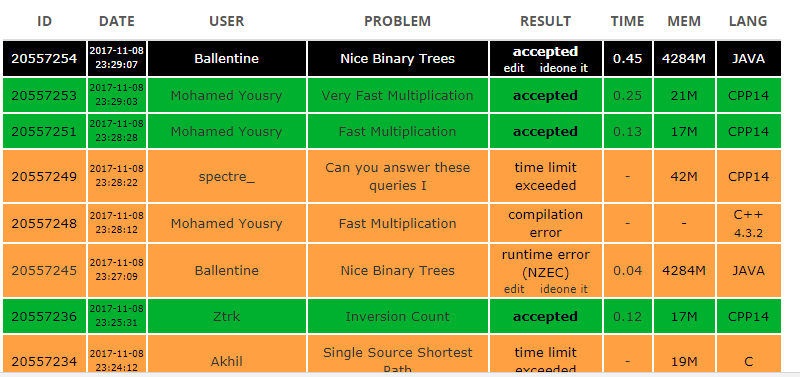 ID DATE USER PROBLEM RESULT TIME MEM LANG
20557254 2017-11-08 23:29:07 Ballentine Nice Binary Trees accepted edit ideone it 0.45 4284M JAVA
20557253 2017-11-08 23:29:03 Mohamed Yousry Very Fast Multiplication accepted 0.25 21M CPP14
20557251 2017-11-08 23:28:28 Mohamed Yousry Fast Multiplication accepted 0.13 17M CPP14
20557249 2017-11-08 23:28:22 spectre_ Can you answer these queries I time limit exceeded - 42M CPP14
20557248 2017-11-08 23:28:12 Mohamed Yousry Fast Multiplication compilation error - - C++ 4.3.2
20557245 2017-11-08 23:27:09 Ballentine Nice Binary Trees runtime error (NZEC) edit ideone it 0.04 4284M JAVA
20557236 2017-11-08 23:25:31 Ztrk Inversion Count accepted 0.12 17M CPP14
20557234 2017-11-08 23:24:12 Akhil Single Source Shortest Path time limit exceeded - 19M C